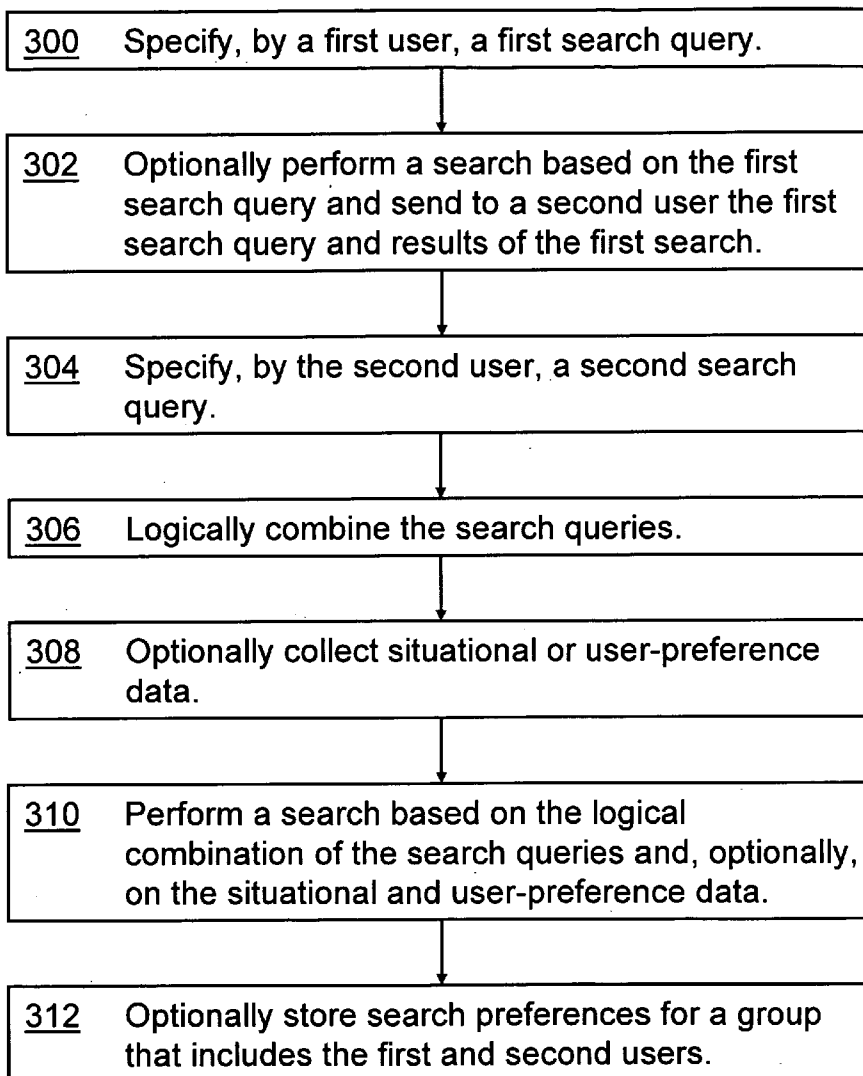 300 Specify, by a first user, a first search query.
302 Optionally perform a search based on the first
search query and send to a second user the first
search query and results of the first search.
304 Specify, by the second user, a second search
query.
306 Logically combine the search queries.
308 Optionally collect situational or user-preference
data.
310 Perform a search based on the logical
combination of the search queries and, optionally,
on the situational and user-preference data.
312 Optionally store search preferences for a group
that includes the first and second users.